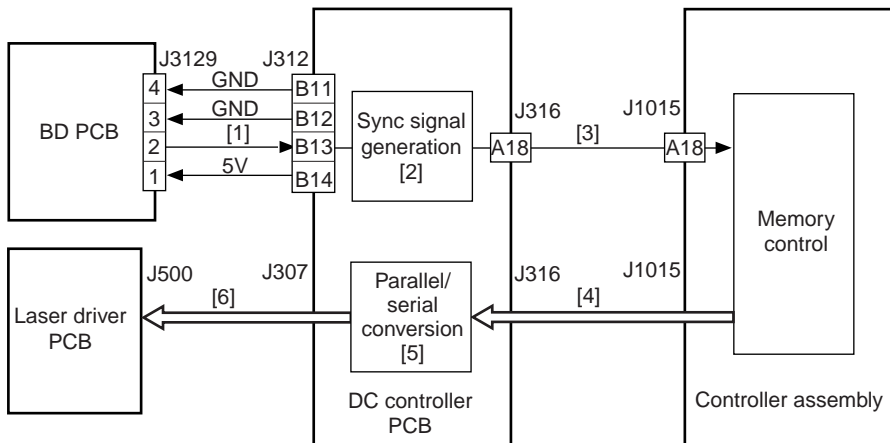 J3129
J312
BD PCB
4
GND
B11
3
GND
B12
2
[1]
B13
1
5V
B14
Sync signal
generation
[2]
J316
A18
[3]
J1015
A18
Memory
control
Laser driver
PCB
J500
[6]
J307
Parallel/
serial
conversion
[5]
J316
[4]
J1015
DC controller
PCB
Controller assembly